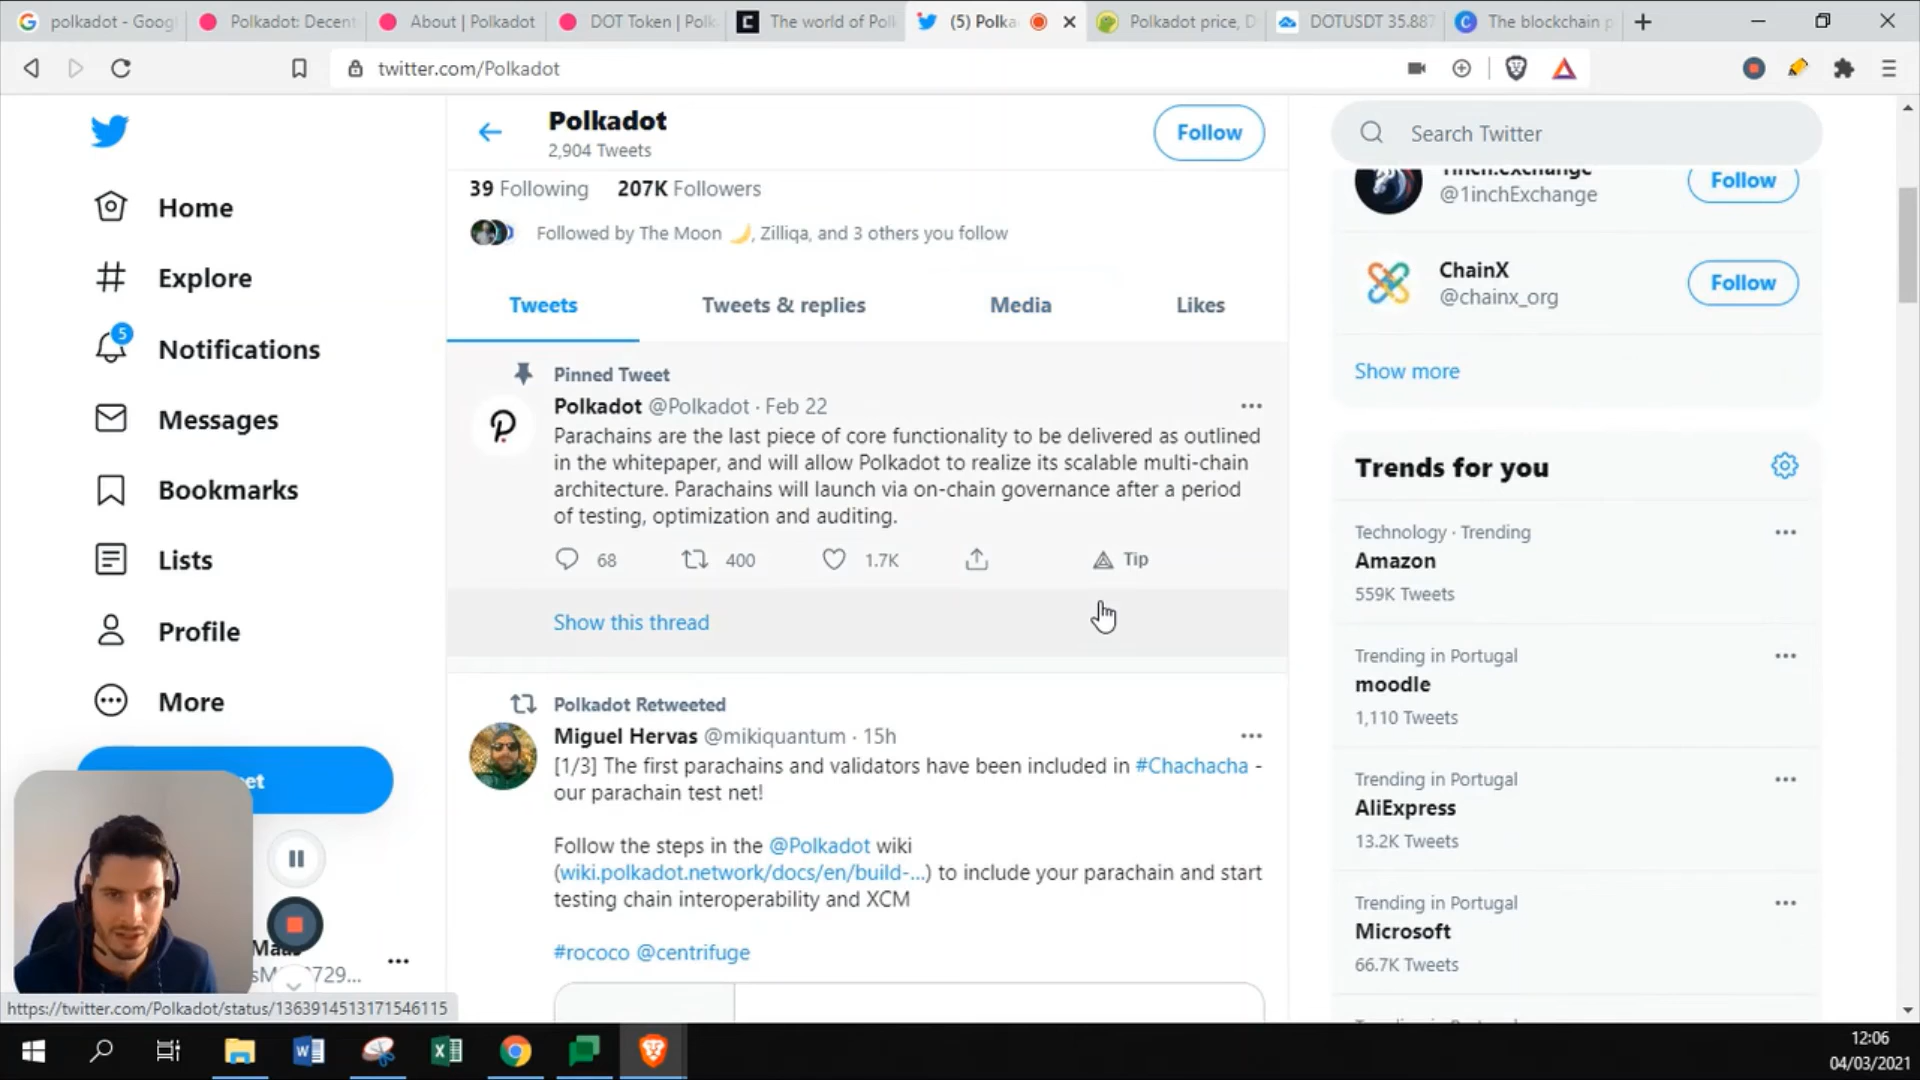 polkadot - Goog
Polkadot: Decent
About | Polkadot
DOT Token | Polk
The world of Pol
(5) Polka
Polkadot price, D
DOTUSDT 35.887
The blockchain p
twitter.com/Polkadot
Home
Explore
5
Notifications
Messages
Bookmarks
Lists
Profile
More
et
Polkadot
2,904 Tweets
Follow
39 Following 207K Followers
Followed by The Moon 🌙, Zilliqa, and 3 others you follow
Tweets Tweets & replies Media Likes
Pinned Tweet
Polkadot @Polkadot · Feb 22
Parachains are the last piece of core functionality to be delivered as outlined
in the whitepaper, and will allow Polkadot to realize its scalable multi-chain
architecture. Parachains will launch via on-chain governance after a period
of testing, optimization and auditing.
68 400 1.7K Tip
Show this thread
Polkadot Retweeted
Miguel Hervas @mikiquantum · 15h
[1/3] The first parachains and validators have been included in #Chachacha -
our parachain test net!
Follow the steps in the @Polkadot wiki
(wiki.polkadot.network/docs/en/build-...) to include your parachain and start
testing chain interoperability and XCM
#rococo @centrifuge
Search Twitter
1inch.exchange
@1inchExchange
Follow
ChainX
@chainx_org
Follow
Show more
Trends for you
Technology · Trending
Amazon
559K Tweets
Trending in Portugal
moodle
1,110 Tweets
Trending in Portugal
AliExpress
13.2K Tweets
Trending in Portugal
Microsoft
66.7K Tweets
https://twitter.com/Polkadot/status/1363914513171546115
12:06
04/03/2021